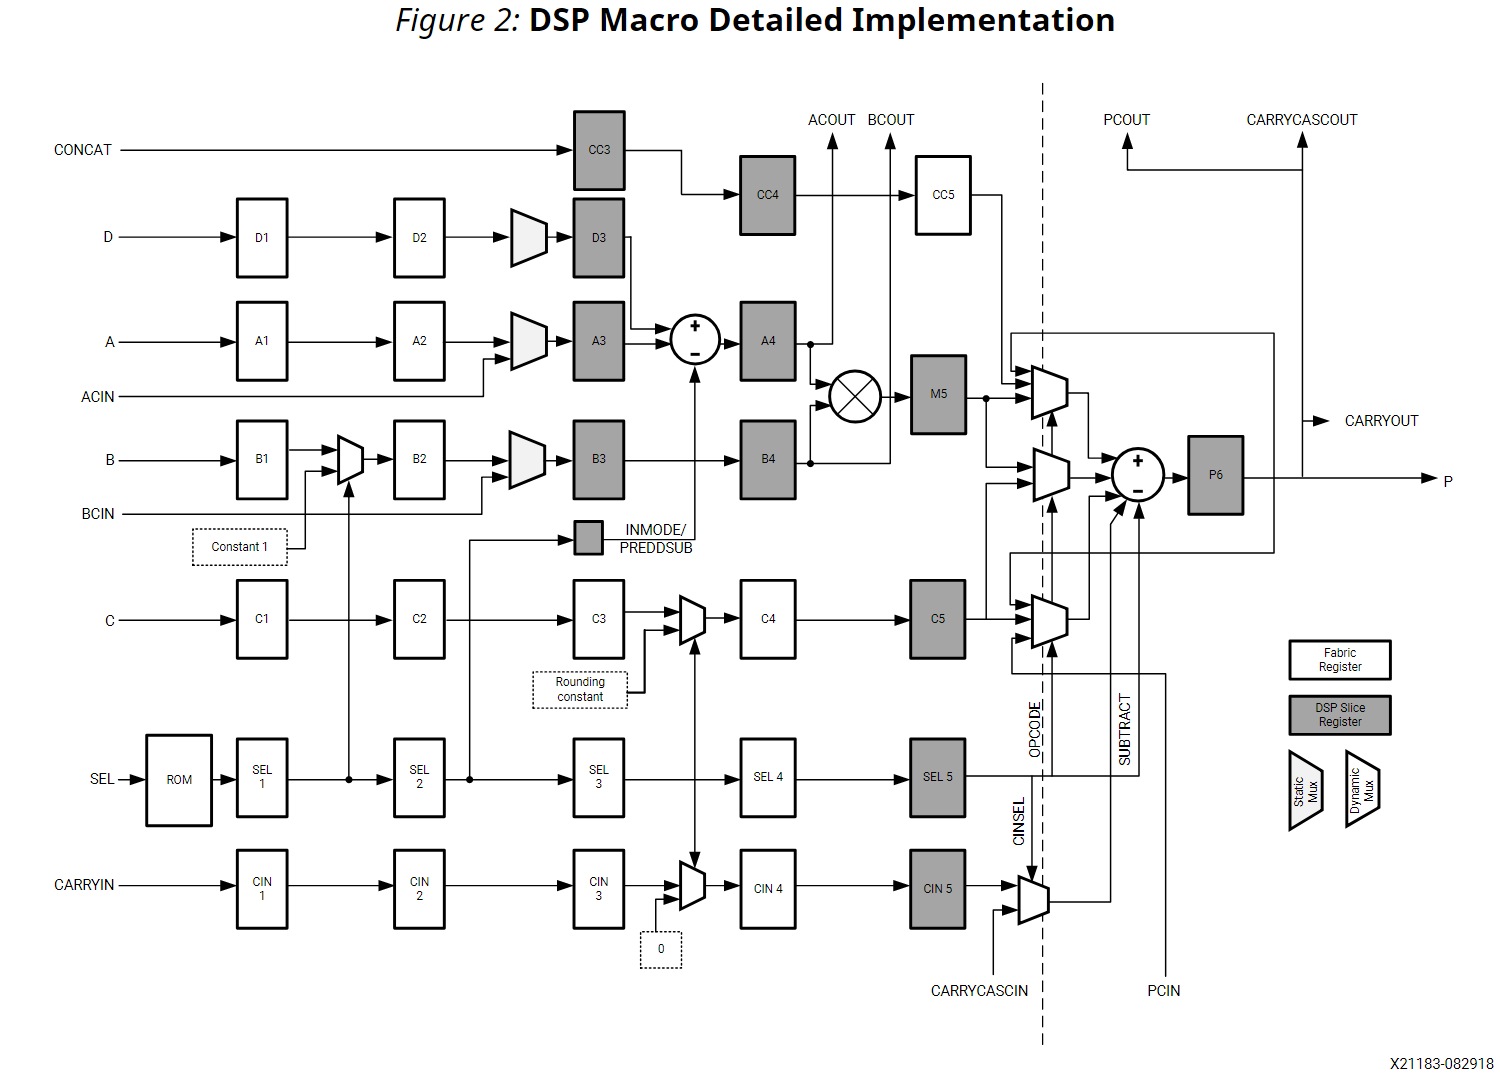 Figure 2: DSP Macro Detailed Implementation
ACOUT
BCOUT
PCOUT
CARRYCASCOUT
CONCAT
CC3
CC4
CC5
D
D1
D2
D3
A
A1
A2
A3
+
−
A4
ACIN
M5
CARRYOUT
B
B1
B2
B3
B4
+
−
P6
P
BCIN
Constant 1
INMODE/
PREDDSUB
C
C1
C2
C3
C4
C5
Rounding
constant
Fabric
Register
DSP Slice
Register
OPCODE
SUBTRACT
SEL
ROM
SEL
1
SEL
2
SEL
3
SEL 4
SEL 5
Static
Mux
Dynamic
Mux
CINSEL
CARRYIN
CIN
1
CIN
2
CIN
3
CIN 4
CIN 5
0
CARRYCASCIN
PCIN
X21183-082918